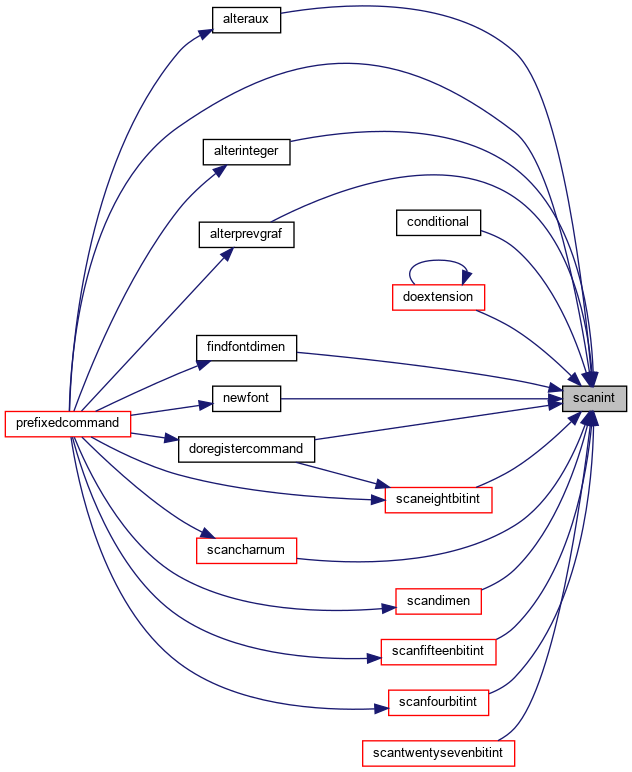 alteraux
alterinteger
alterprevgraf
conditional
doextension
findfontdimen
newfont
scanint
prefixedcommand
doregistercommand
scaneightbitint
scancharnum
scandimen
scanfifteenbitint
scanfourbitint
scantwentysevenbitint